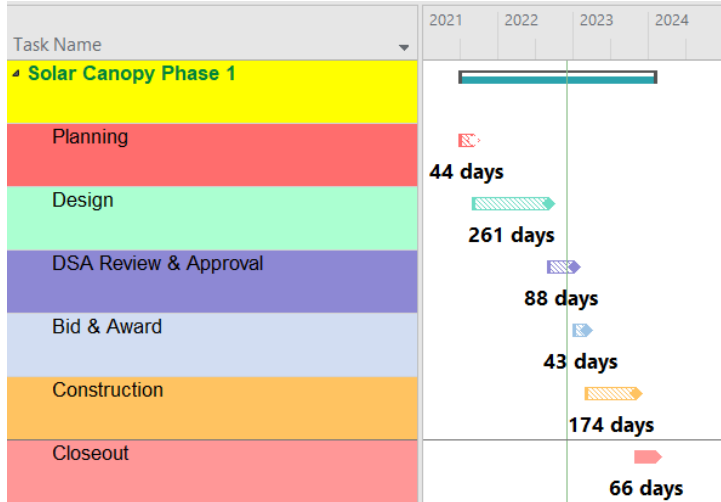 2021 2022 2023 2024
Task Name
Solar Canopy Phase 1
Planning
44 days
Design
261 days
DSA Review & Approval
88 days
Bid & Award
43 days
Construction
174 days
Closeout
66 days